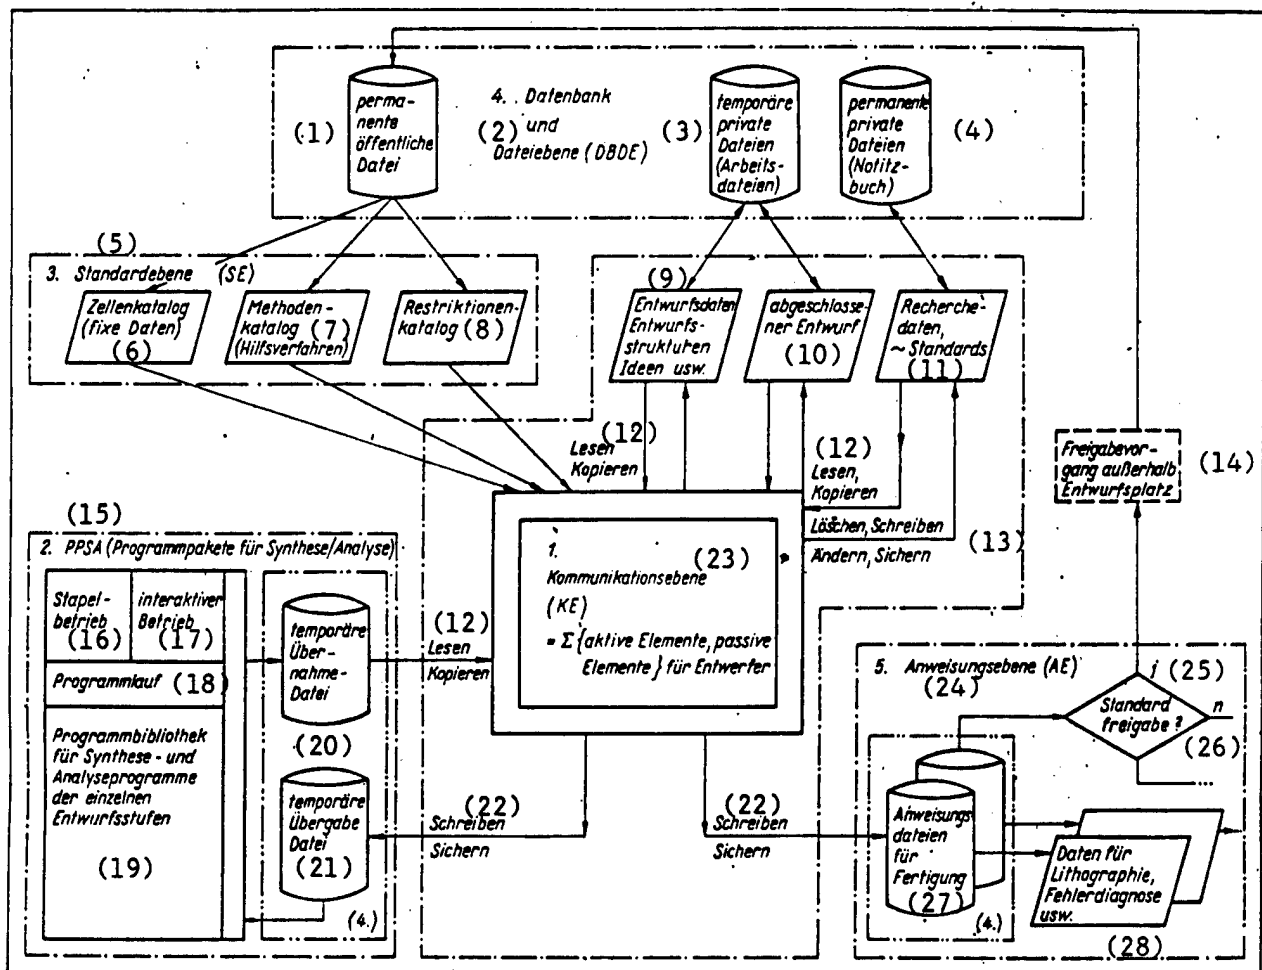 4. Datenbank
und
Dateiebene (DBDE)
(1)
perma-
nente
öffentliche
Datei
(2)
(3)
temporäre
private
Dateien
(Arbeits-
dateien)
permanente
private
Dateien
(Notitz-
buch)
(4)
(5)
3. Standardebene (SE)
Zellenkatalog
(fixe Daten)
(6)
Methoden-
katalog (7)
(Hilfsverfahren)
Restriktionen-
katalog (8)
(9)
Entwurfsdaten
Entwurfs-
strukturen
Ideen usw.
abgeschlosse-
ner Entwurf
(10)
Recherche-
daten,
~ Standards
(11)
(12)
Lesen
Kopieren
(12)
Lesen,
Kopieren
Löschen, Schreiben
Ändern, Sichern
(13)
Freigabevor-
gang außerhalb
Entwurfsplatz
(14)
(15)
2. PPSA (Programmpakete für Synthese/Analyse)
Stapel-
betrieb
(16)
interaktiver
Betrieb
(17)
Programmlauf (18)
Programmbibliothek
für Synthese- und
Analyseprogramme
der einzelnen
Entwurfsstufen
(19)
temporäre
Über-
nahme-
Datei
(20)
temporäre
Übergabe
Datei
(21)
(4.)
(12)
Lesen
Kopieren
1.
(23)
Kommunikationsebene
(KE)
= Σ {aktive Elemente, passive
Elemente} für Entwerfer
(22)
Schreiben
Sichern
(22)
Schreiben
Sichern
5. Anweisungsebene (AE)
(24)
j (25)
Standard
freigabe?
n
(26)
Anweisungs
dateien
für
Fertigung
(27)
(4.)
Daten für
Lithographie,
Fehlerdiagnose
usw.
(28)